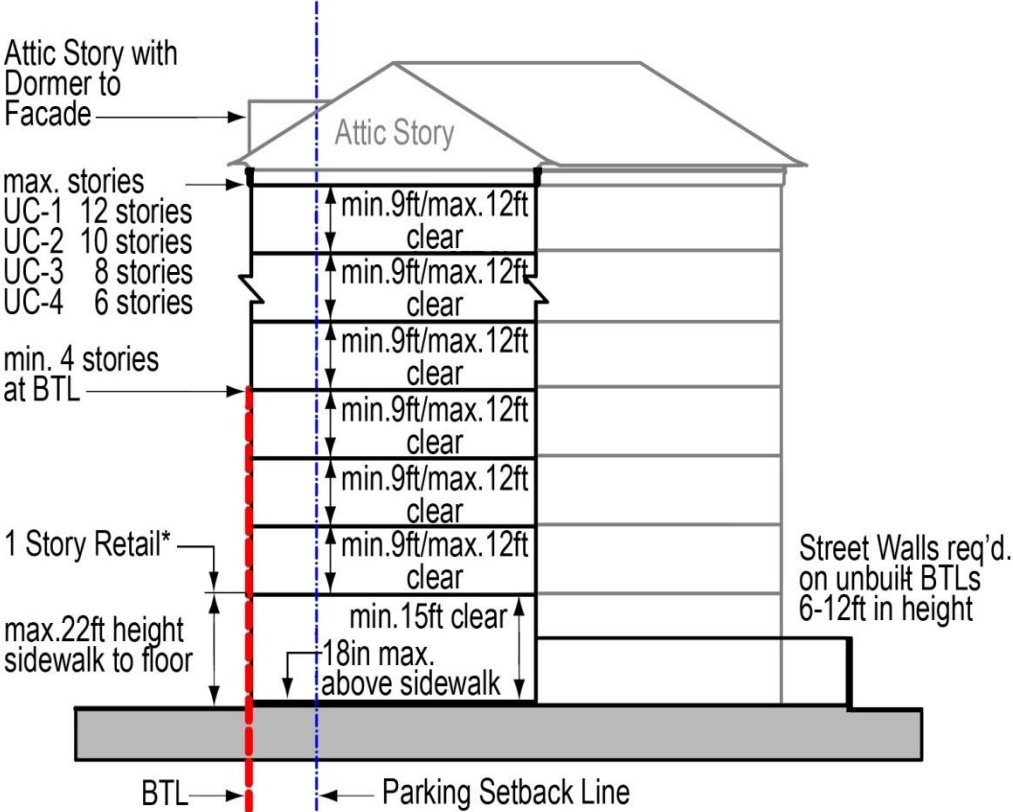 Attic Story with
Dormer to
Facade
Attic Story
max. stories
UC-1 12 stories
UC-2 10 stories
UC-3 8 stories
UC-4 6 stories
min. 4 stories
at BTL
1 Story Retail*
max.22ft height
sidewalk to floor
min.9ft/max.12ft
clear
min.9ft/max.12ft
clear
min.9ft/max.12ft
clear
min.9ft/max.12ft
clear
min.9ft/max.12ft
clear
min.9ft/max.12ft
clear
min.15ft clear
18in max.
above sidewalk
Street Walls req'd.
on unbuilt BTLs
6-12ft in height
BTL
Parking Setback Line